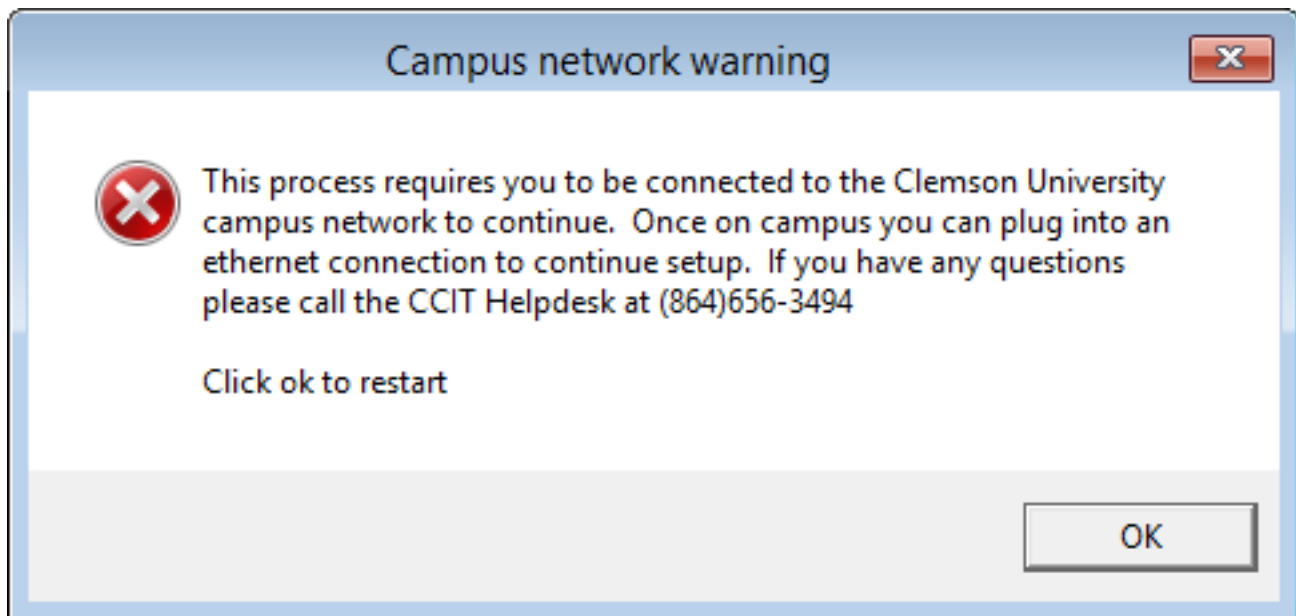 Campus network warning
This process requires you to be connected to the Clemson University
campus network to continue.  Once on campus you can plug into an
ethernet connection to continue setup.  If you have any questions
please call the CCIT Helpdesk at (864)656-3494
Click ok to restart
OK